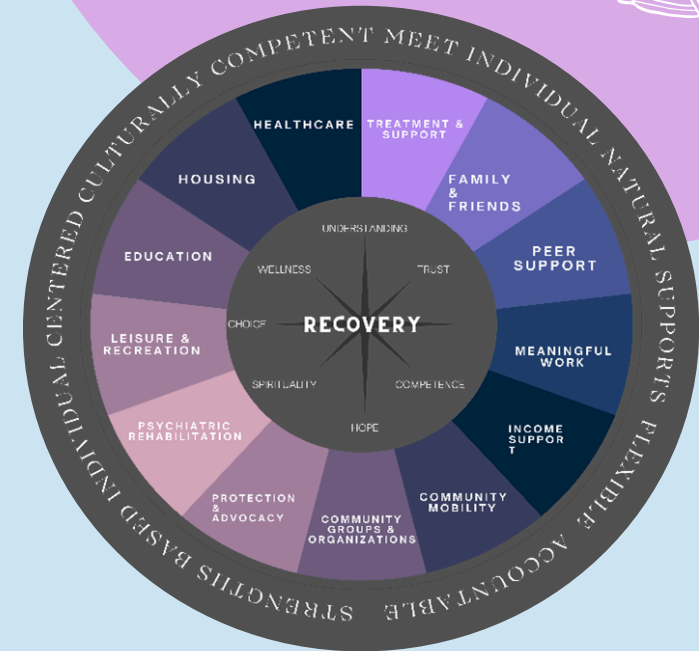 STRENGTHS BASED INDIVIDUAL CENTERED CULTURALLY COMPETENT MEET INDIVIDUAL NATURAL SUPPORTS FLEXIBLE ACCOUNTABLE
TREATMENT &
SUPPORT
FAMILY
&
FRIENDS
PEER
SUPPORT
MEANINGFUL
WORK
INCOME
SUPPOR
T
COMMUNITY
MOBILITY
COMMUNITY
GROUPS &
ORGANIZATIONS
PROTECTION
&
ADVOCACY
PSYCHIATRIC
REHABILITATION
LEISURE &
RECREATION
EDUCATION
HOUSING
HEALTHCARE
UNDERSTANDING
TRUST
COMPETENCE
HOPE
SPIRITUALITY
CHOICE
WELLNESS
RECOVERY